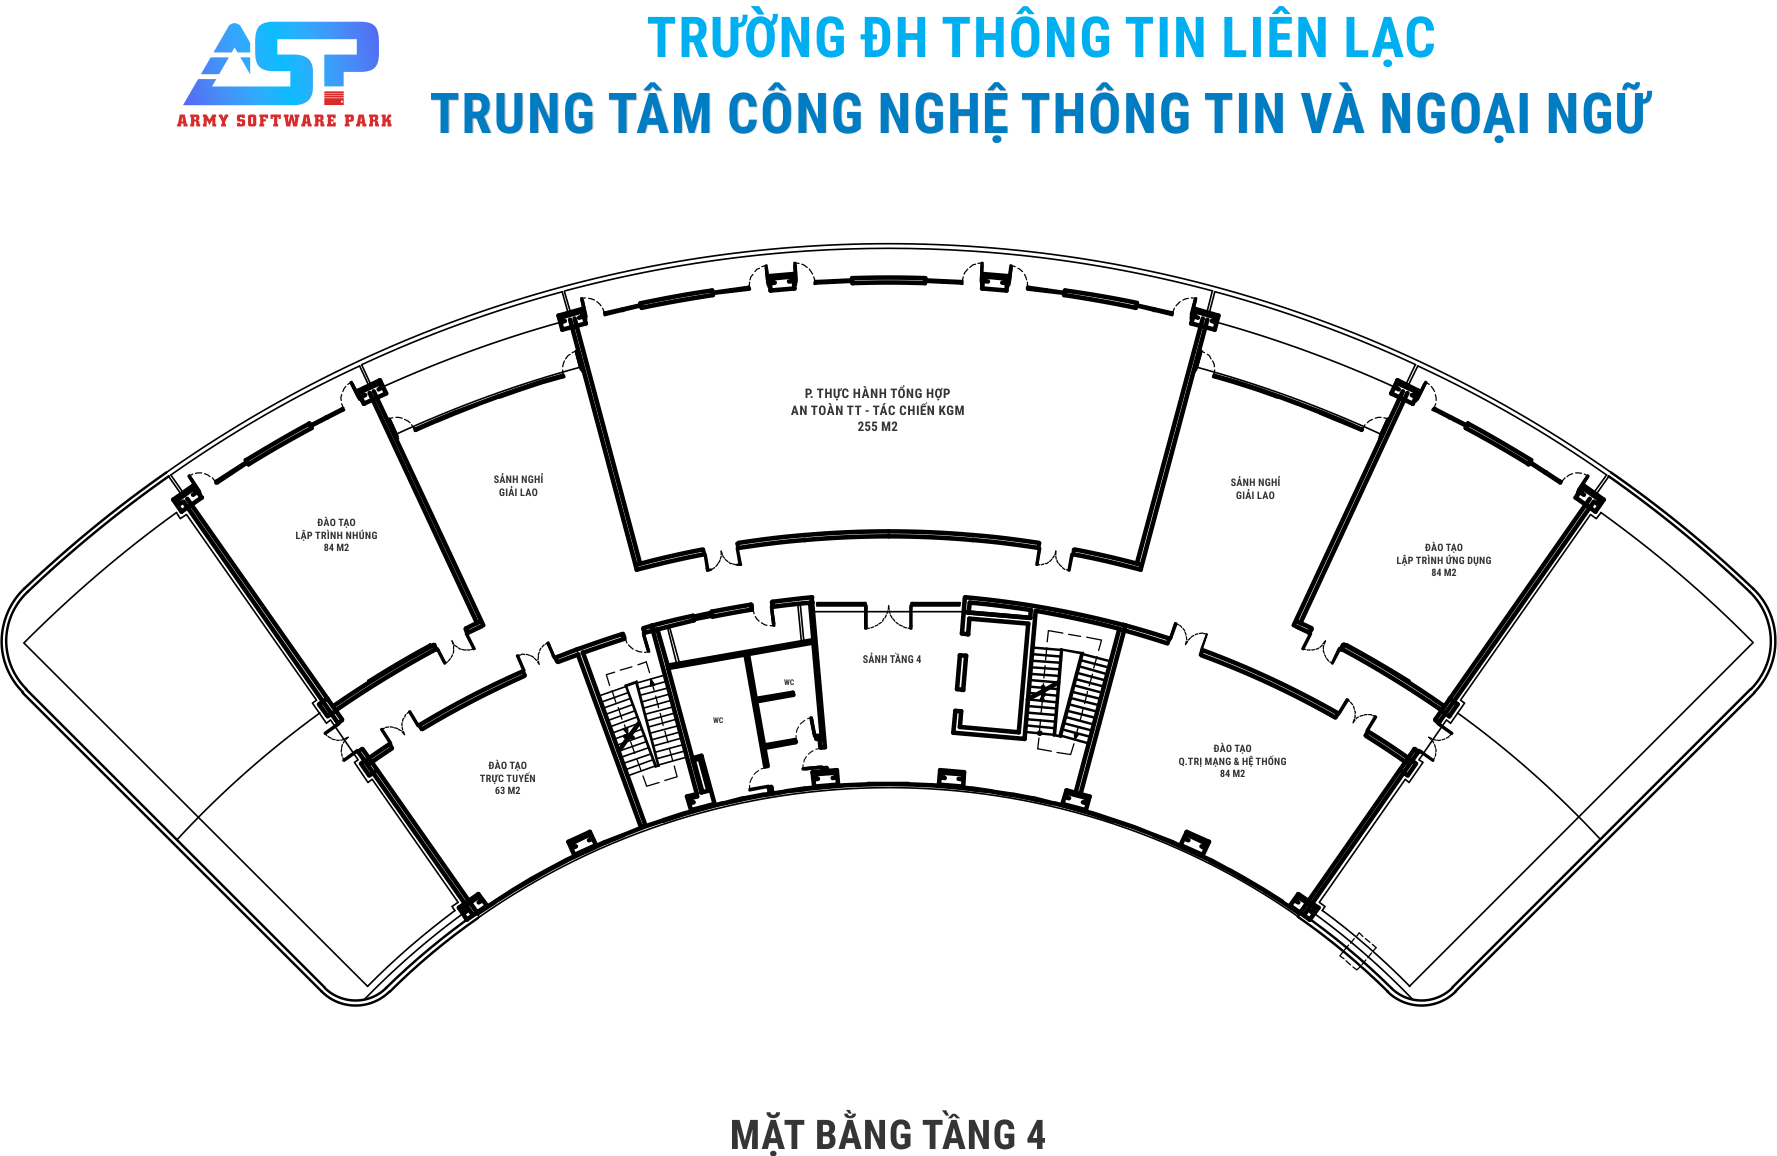 ASP
ARMY SOFTWARE PARK
TRƯỜNG ĐH THÔNG TIN LIÊN LẠC
TRUNG TÂM CÔNG NGHỆ THÔNG TIN VÀ NGOẠI NGỮ
P. THỰC HÀNH TỔNG HỢP
AN TOÀN TT - TÁC CHIẾN KGM
255 M2
SẢNH NGHỈ
GIẢI LAO
SẢNH NGHỈ
GIẢI LAO
ĐÀO TẠO
LẬP TRÌNH NHÚNG
84 M2
ĐÀO TẠO
LẬP TRÌNH ỨNG DỤNG
84 M2
SẢNH TẦNG 4
WC
WC
ĐÀO TẠO
TRỰC TUYẾN
63 M2
ĐÀO TẠO
Q.TRỊ MẠNG & HỆ THỐNG
84 M2
MẶT BẰNG TẦNG 4